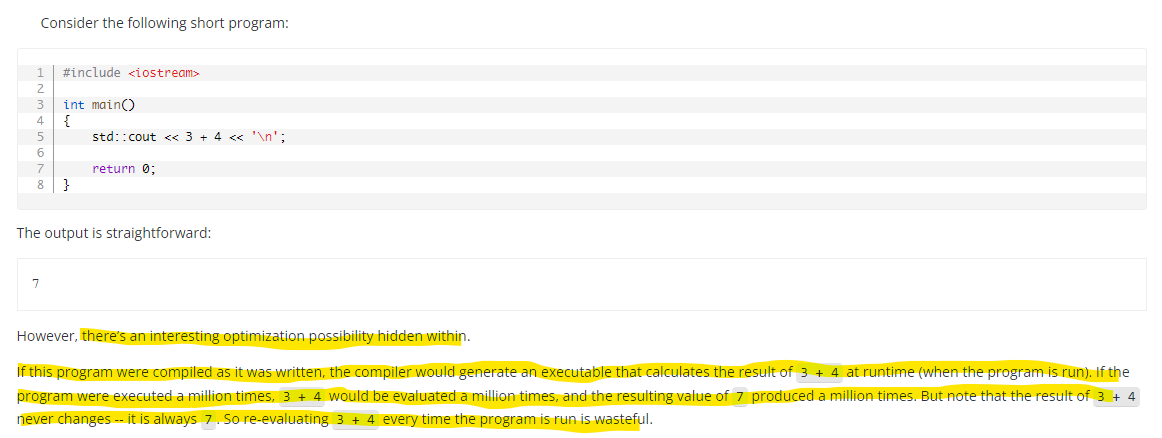 Consider the following short program:
1 #include <iostream>
2
3 int main()
4 {
5 std::cout << 3 + 4 << '\n';
6
7 return 0;
8 }
The output is straightforward:
7
However, there's an interesting optimization possibility hidden within.
If this program were compiled as it was written, the compiler would generate an executable that calculates the result of 3 + 4 at runtime (when the program is run). If the
program were executed a million times, 3 + 4 would be evaluated a million times, and the resulting value of 7 produced a million times. But note that the result of 3 + 4
never changes -- it is always 7. So re-evaluating 3 + 4 every time the program is run is wasteful.